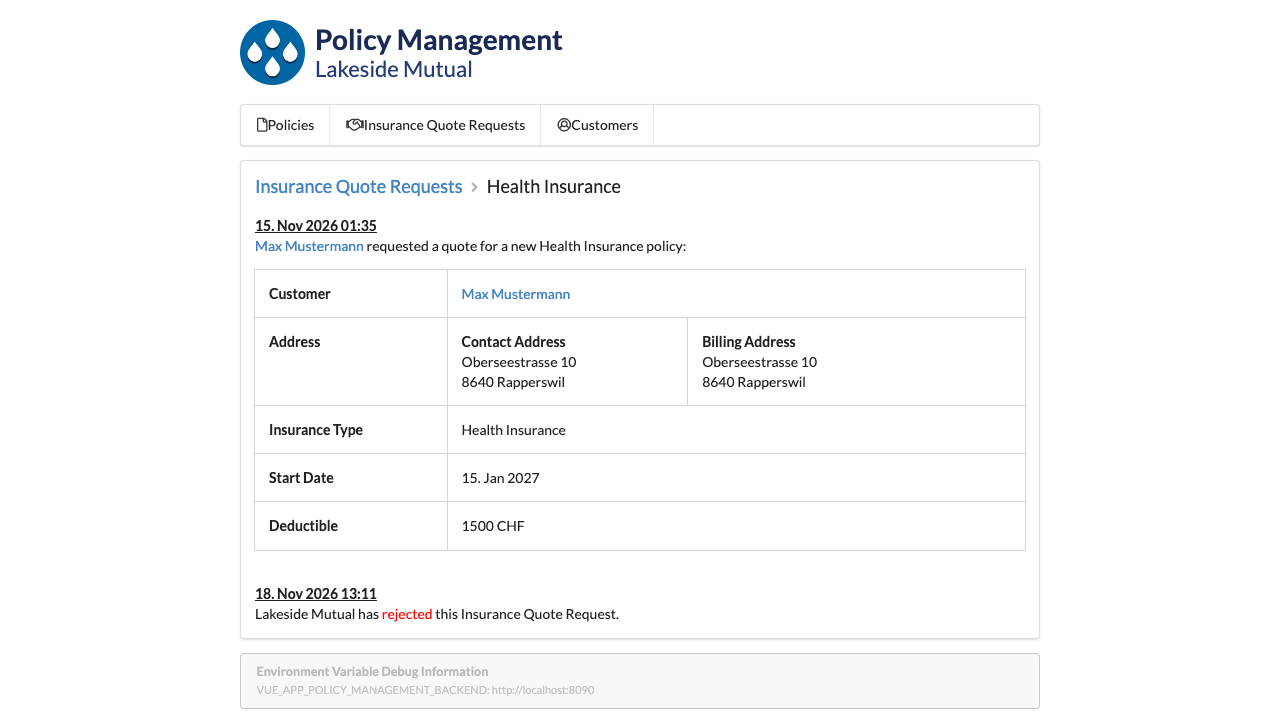 Policy Management
Lakeside Mutual
Policies
Insurance Quote Requests
Customers
Insurance Quote Requests > Health Insurance
15. Nov 2026 01:35
Max Mustermann requested a quote for a new Health Insurance policy:
Customer
Max Mustermann
Address
Contact Address
Oberseestrasse 10
8640 Rapperswil
Billing Address
Oberseestrasse 10
8640 Rapperswil
Insurance Type
Health Insurance
Start Date
15. Jan 2027
Deductible
1500 CHF
18. Nov 2026 13:11
Lakeside Mutual has rejected this Insurance Quote Request.
Environment Variable Debug Information
VUE_APP_POLICY_MANAGEMENT_BACKEND: http://localhost:8090